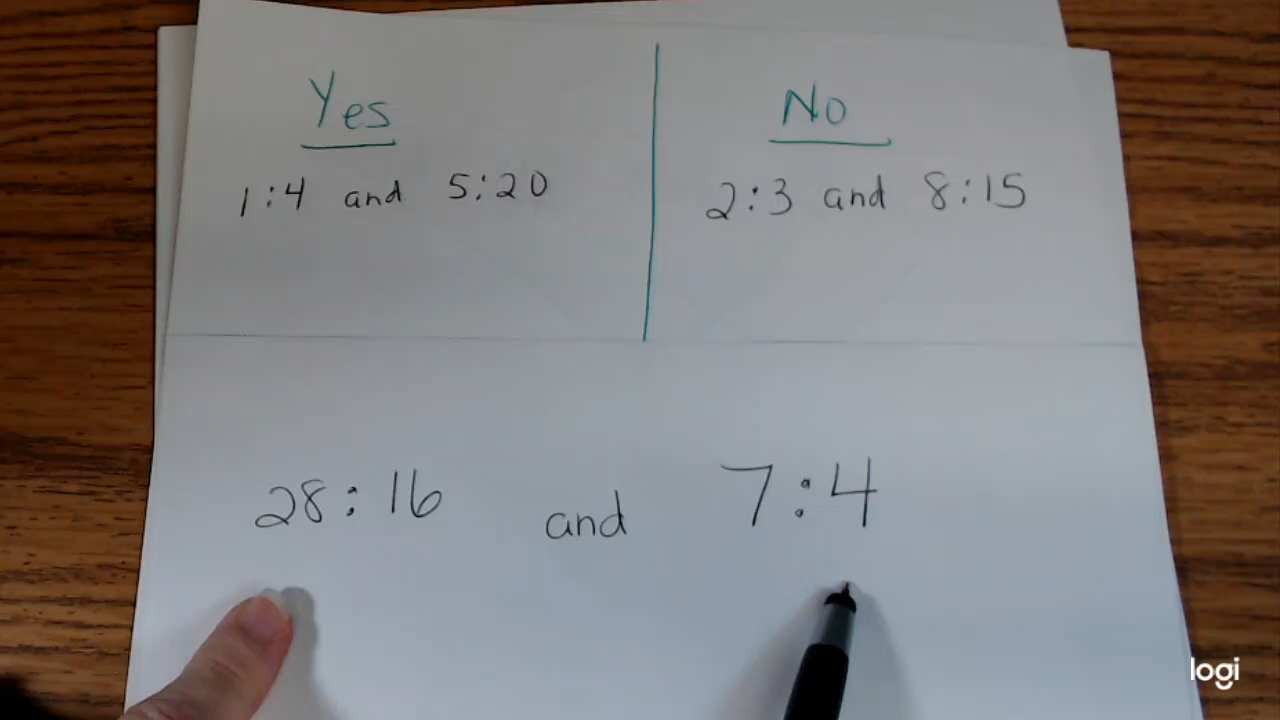 Yes
No
1:4 and 5:20
2:3 and 8:15
28:16 and 7:4
logi